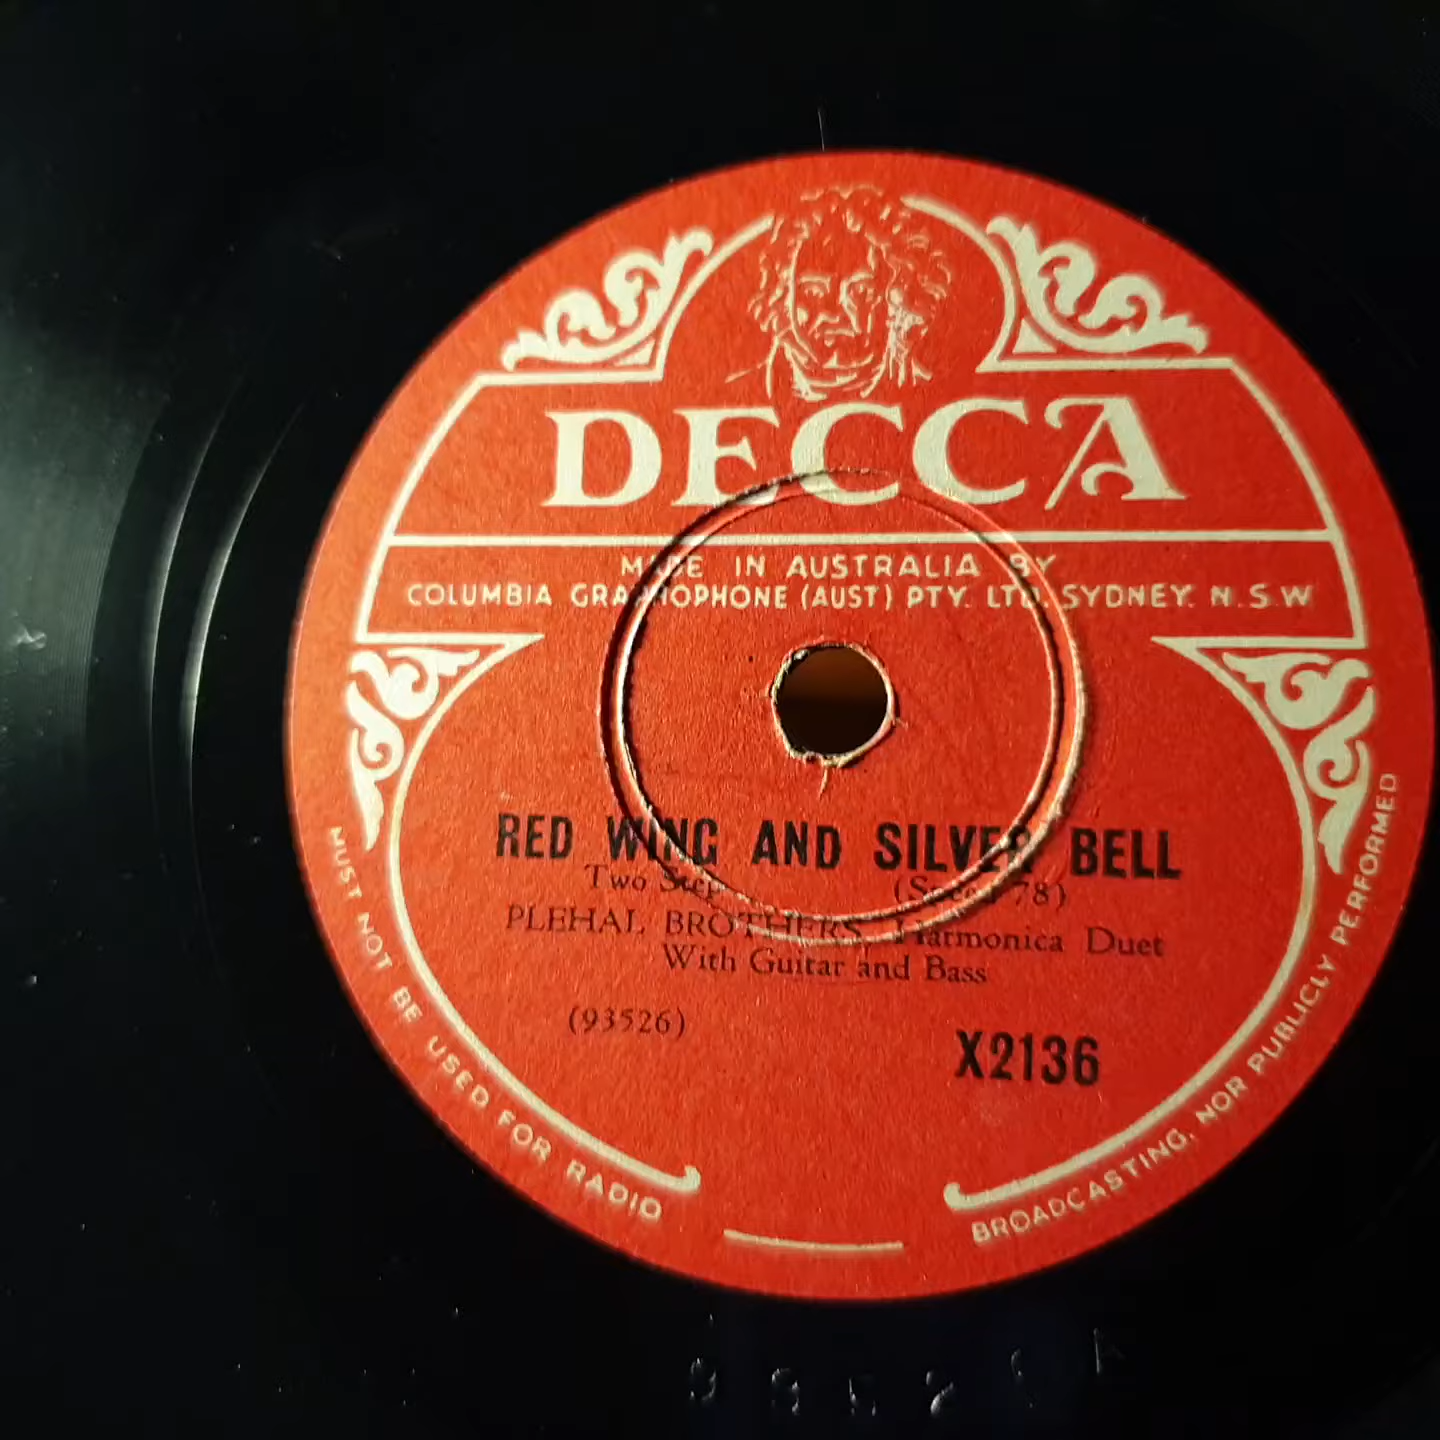 DECCA
MADE IN AUSTRALIA BY
COLUMBIA GRAPHOPHONE (AUST) PTY. LTD. SYDNEY. N.S.W
RED WING AND SILVER BELL
Two Step (Speed 78)
PLEHAL BROTHERS, Harmonica Duet
With Guitar and Bass
(93526)
X2136
MUST NOT BE USED FOR RADIO
BROADCASTING, NOR PUBLICLY PERFORMED